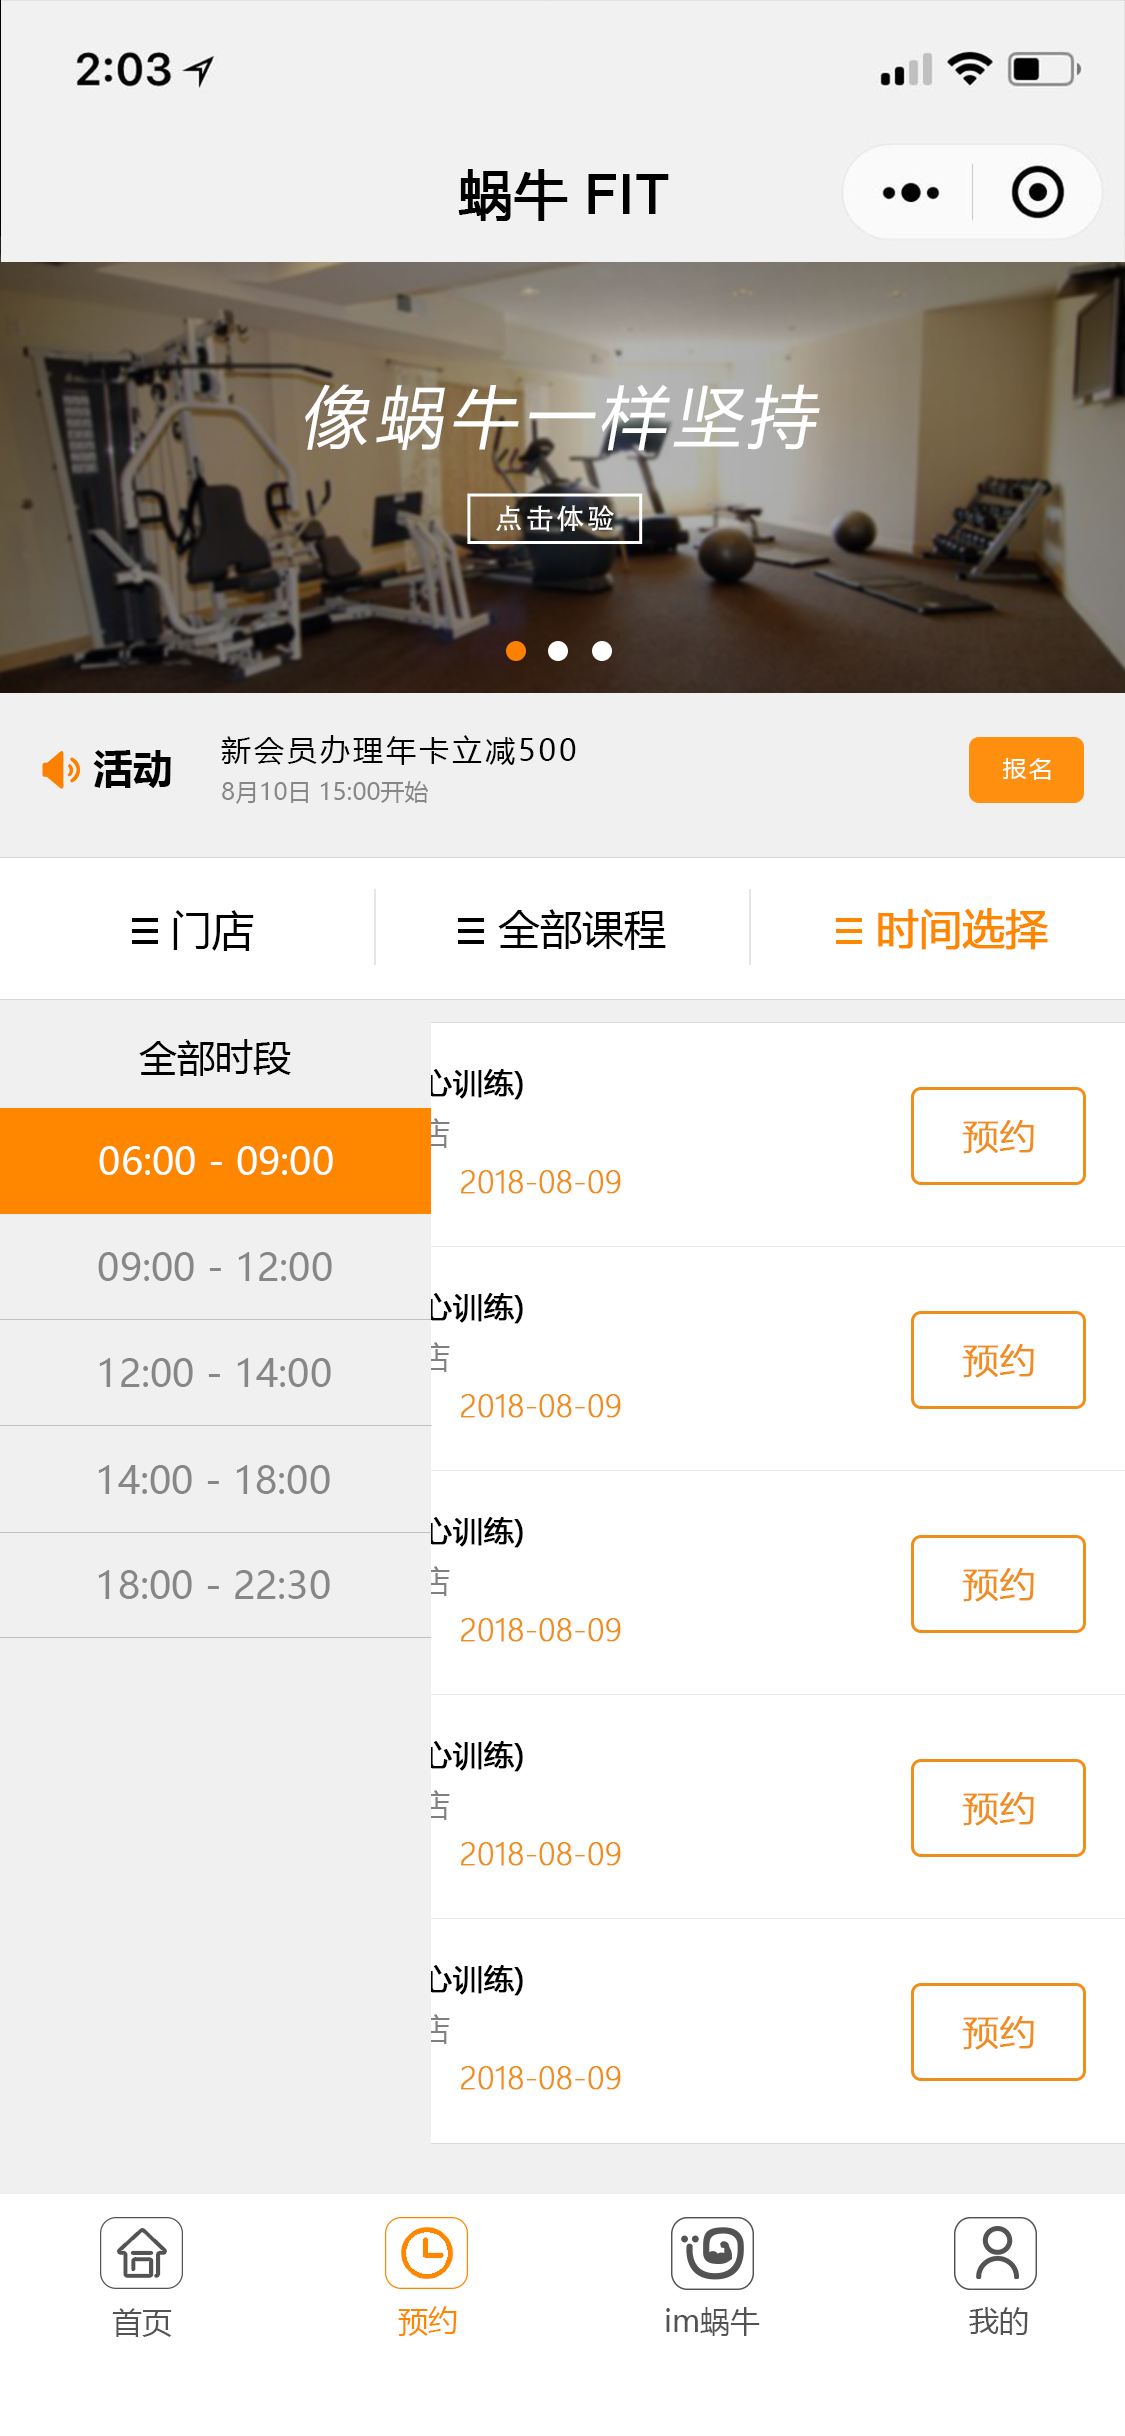 2:03
蜗牛 FIT
像蜗牛一样坚持
点击体验
活动
新会员办理年卡立减500
8月10日 15:00开始
报名
门店
全部课程
时间选择
全部时段
06:00 - 09:00
09:00 - 12:00
12:00 - 14:00
14:00 - 18:00
18:00 - 22:30
心训练)
店
2018-08-09
预约
心训练)
店
2018-08-09
预约
心训练)
店
2018-08-09
预约
心训练)
店
2018-08-09
预约
心训练)
店
2018-08-09
预约
首页
预约
im蜗牛
我的